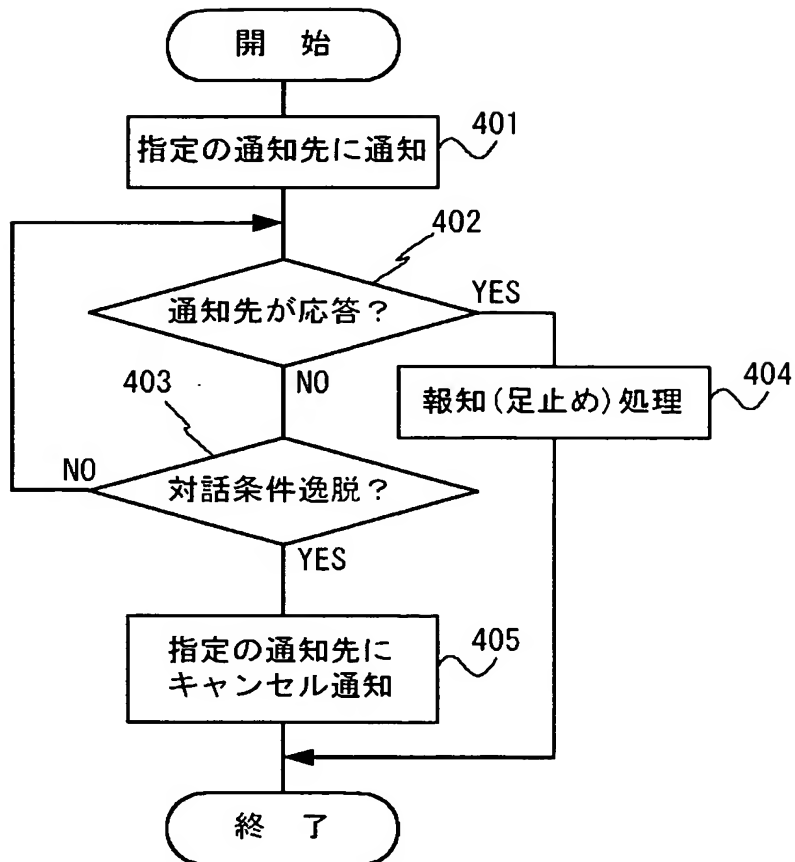 開 始
指定の通知先に通知
401
402
通知先が応答?
YES
NO
403
報知(足止め)処理
404
対話条件逸脱?
NO
YES
指定の通知先に
キャンセル通知
405
終 了